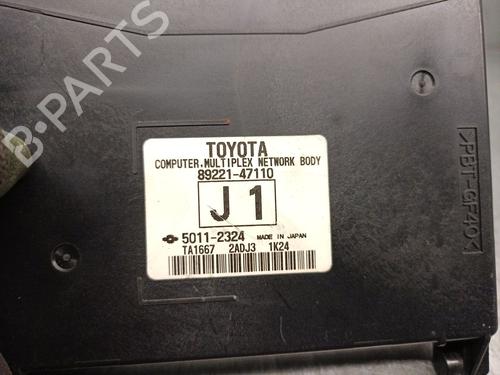 B-PARTS
TOYOTA
COMPUTER, MULTIPLEX NETWORK BODY
89221-47110
J 1
5011-2324 MADE IN JAPAN
TA1667 2ADJ3 1K24
>PBT-GF40<